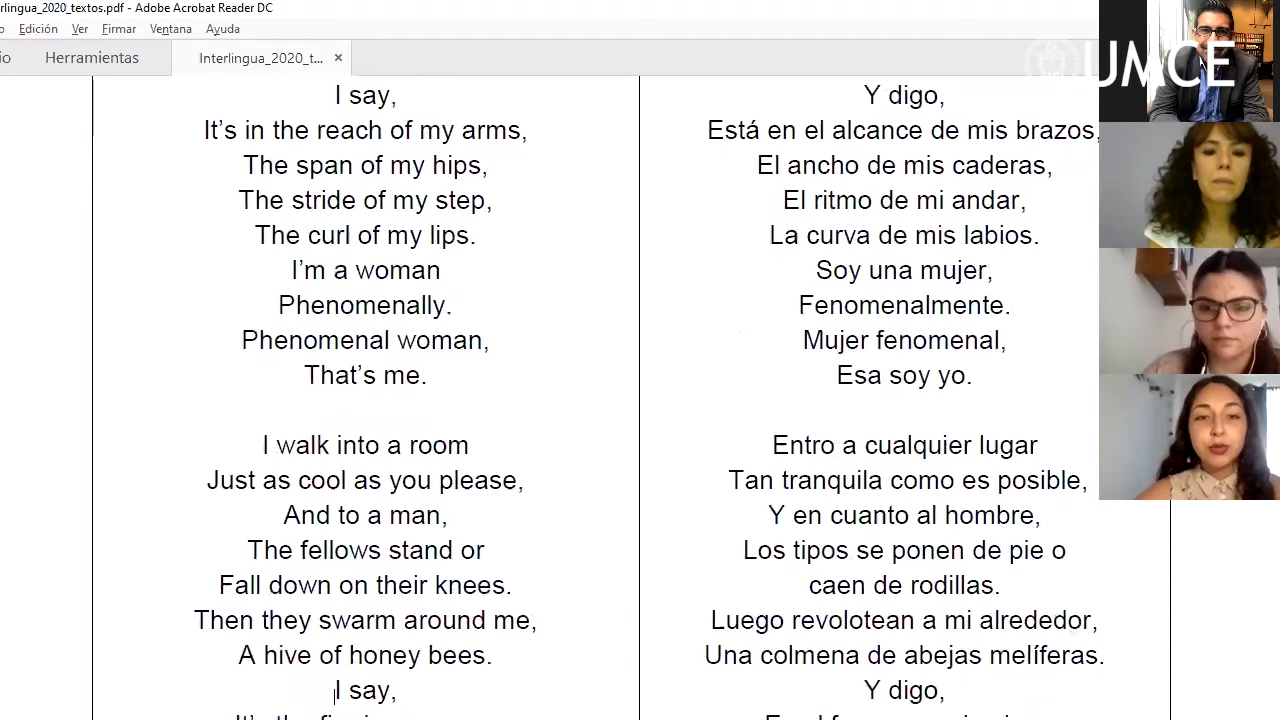 rlingua_2020_textos.pdf - Adobe Acrobat Reader DC
o Edición Ver Firmar Ventana Ayuda
io Herramientas Interlingua_2020_t... ×
UMCE
I say,
It's in the reach of my arms,
The span of my hips,
The stride of my step,
The curl of my lips.
I'm a woman
Phenomenally.
Phenomenal woman,
That's me.
I walk into a room
Just as cool as you please,
And to a man,
The fellows stand or
Fall down on their knees.
Then they swarm around me,
A hive of honey bees.
I say,
Y digo,
Está en el alcance de mis brazos,
El ancho de mis caderas,
El ritmo de mi andar,
La curva de mis labios.
Soy una mujer,
Fenomenalmente.
Mujer fenomenal,
Esa soy yo.
Entro a cualquier lugar
Tan tranquila como es posible,
Y en cuanto al hombre,
Los tipos se ponen de pie o
caen de rodillas.
Luego revolotean a mi alrededor,
Una colmena de abejas melíferas.
Y digo,